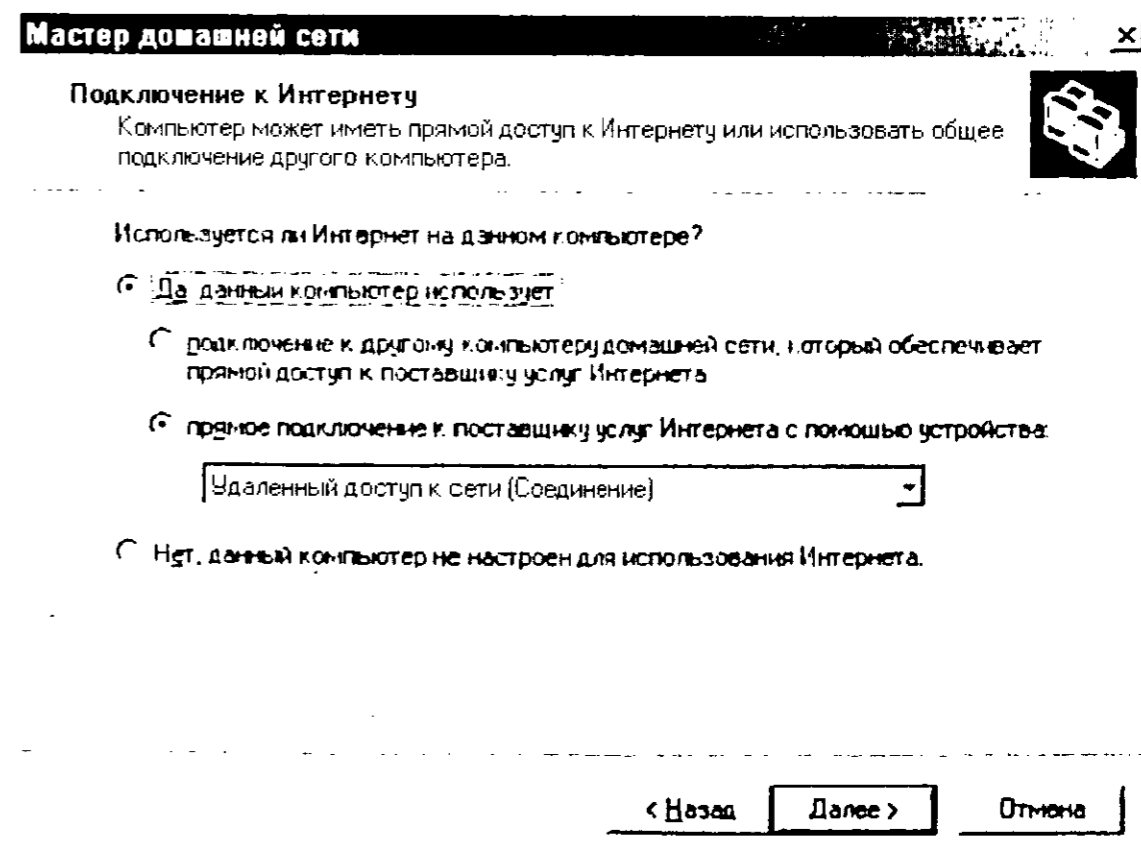 Мастер домашней сети
Подключение к Интернету
Компьютер может иметь прямой доступ к Интернету или использовать общее
подключение другого компьютера.
Используется ли Интернет на данном компьютере?
Да данный компьютер использует
подключение к другому компьютеру домашней сети, который обеспечивает
прямой доступ к поставщику услуг Интернета
прямое подключение к поставщику услуг Интернета с помощью устройства:
Удаленный доступ к сети (Соединение)
Нет, данный компьютер не настроен для использования Интернета.
< Назад
Далее >
Отмена